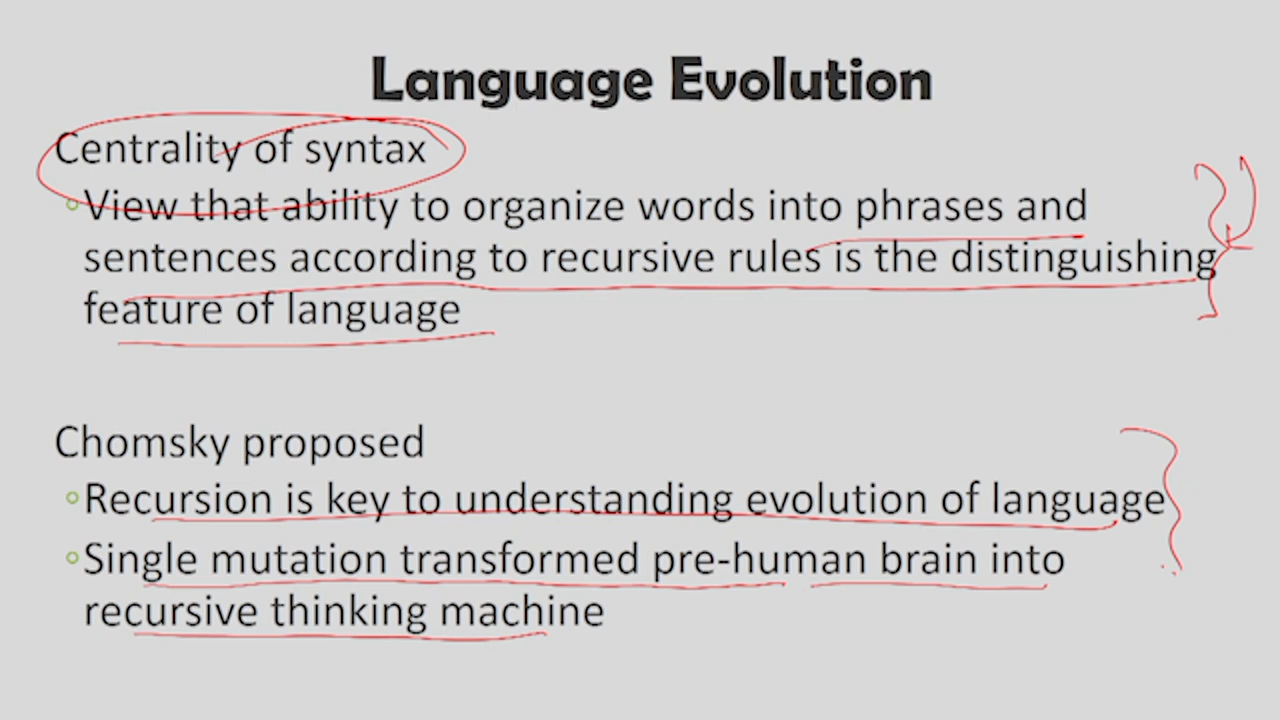 Language Evolution
Centrality of syntax
View that ability to organize words into phrases and
sentences according to recursive rules is the distinguishing
feature of language
Chomsky proposed
Recursion is key to understanding evolution of language
Single mutation transformed pre-human brain into
recursive thinking machine